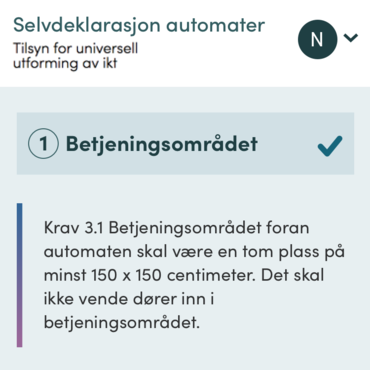 Selvdeklarasjon automater
Tilsyn for universell
utforming av ikt
N
1 Betjeningsområdet
Krav 3.1 Betjeningsområdet foran
automaten skal være en tom plass på
minst 150 x 150 centimeter. Det skal
ikke vende dører inn i
betjeningsområdet.